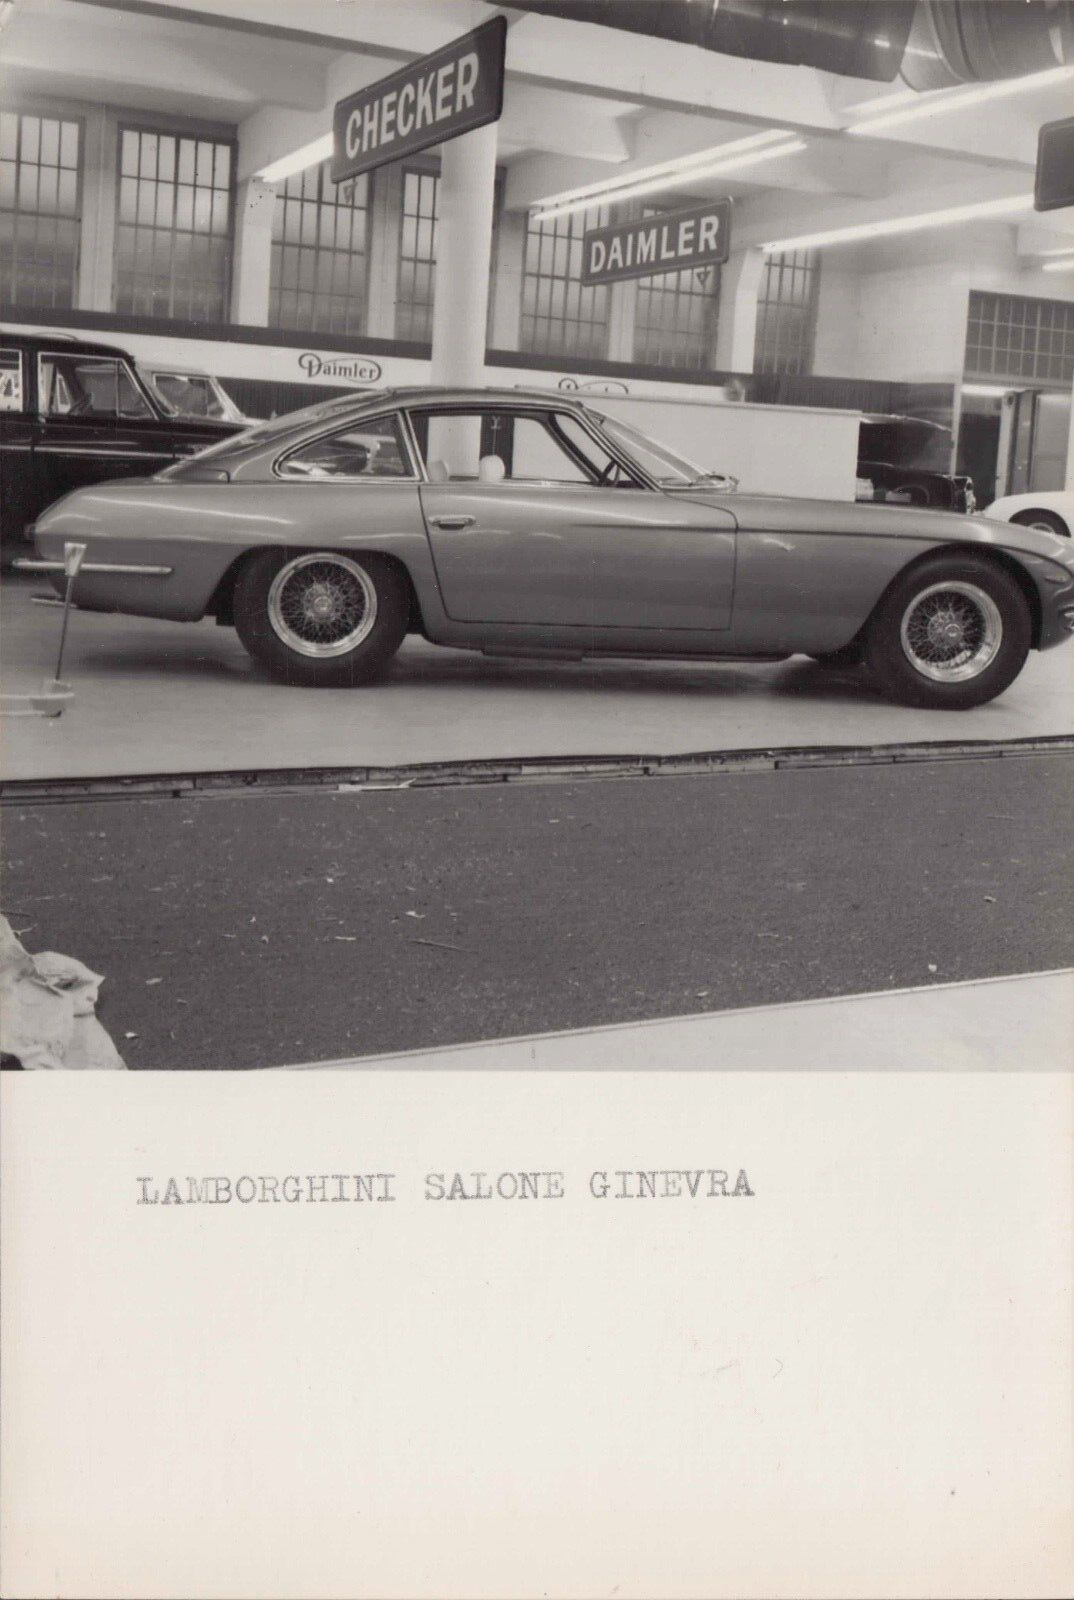 CHECKER
DAIMLER
Daimler
LAMBORGHINI SALONE GINEVRA